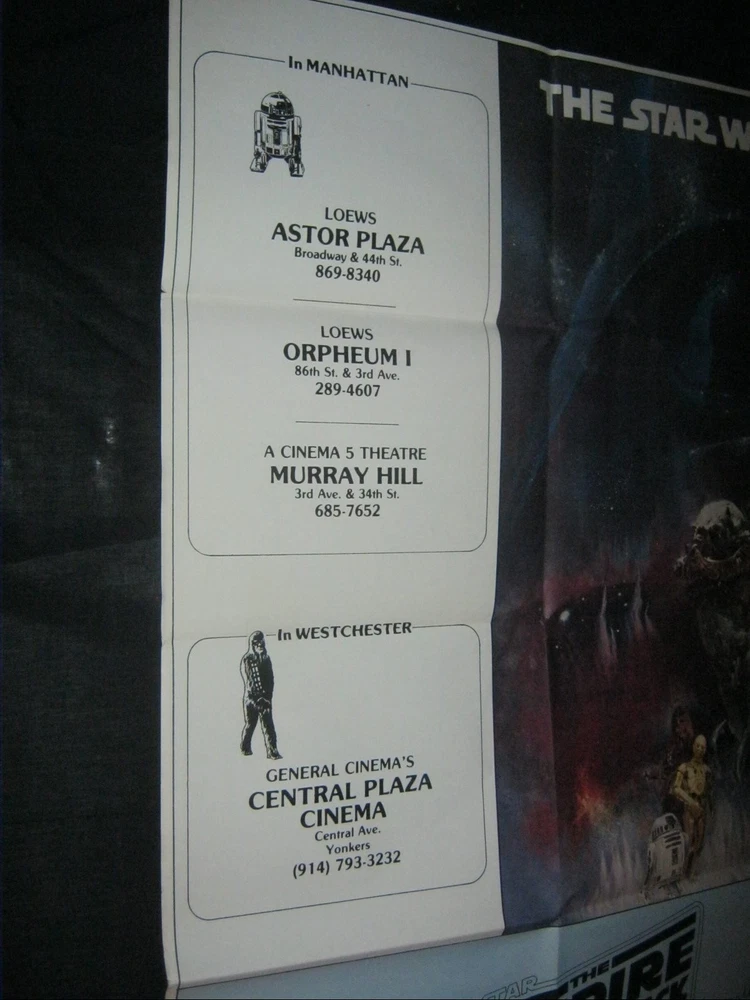 In MANHATTAN
LOEWS
ASTOR PLAZA
Broadway & 44th St.
869-8340
LOEWS
ORPHEUM I
86th St. & 3rd Ave.
289-4607
A CINEMA 5 THEATRE
MURRAY HILL
3rd Ave. & 34th St.
685-7652
In WESTCHESTER
GENERAL CINEMA'S
CENTRAL PLAZA
CINEMA
Central Ave.
Yonkers
(914) 793-3232
THE STAR W
STAR
THE